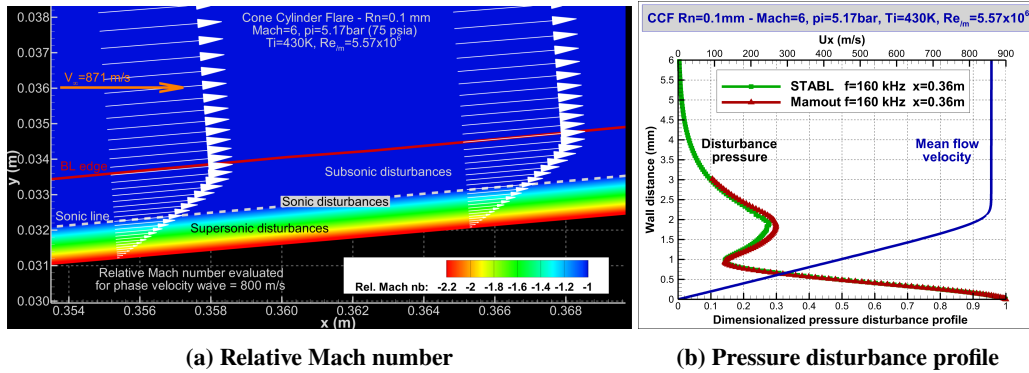 Cone Cylinder Flare - Rn=0.1 mm
Mach=6, pi=5.17bar (75 psia)
Ti=430K, Re/m=5.57x10⁶
V∞=871 m/s
BL edge
Subsonic disturbances
Sonic line
Sonic disturbances
Supersonic disturbances
Relative Mach number evaluated
for phase velocity wave = 800 m/s
Rel. Mach nb: -2.2 -2 -1.8 -1.6 -1.4 -1.2 -1
y (m)
0.038
0.037
0.036
0.035
0.034
0.033
0.032
0.031
0.030
0.354 0.356 0.358 0.360 0.362 0.364 0.366 0.368
x (m)
(a) Relative Mach number
CCF Rn=0.1mm - Mach=6, pi=5.17bar, Ti=430K, Re/m=5.57x10⁶
Ux (m/s)
0 100 200 300 400 500 600 700 800 900
STABL f=160 kHz x=0.36m
Mamout f=160 kHz x=0.36m
Disturbance
pressure
Mean flow
velocity
Wall distance (mm)
6
5.5
5
4.5
4
3.5
3
2.5
2
1.5
1
0.5
0
0 0.1 0.2 0.3 0.4 0.5 0.6 0.7 0.8 0.9 1
Dimensionalized pressure disturbance profile
(b) Pressure disturbance profile